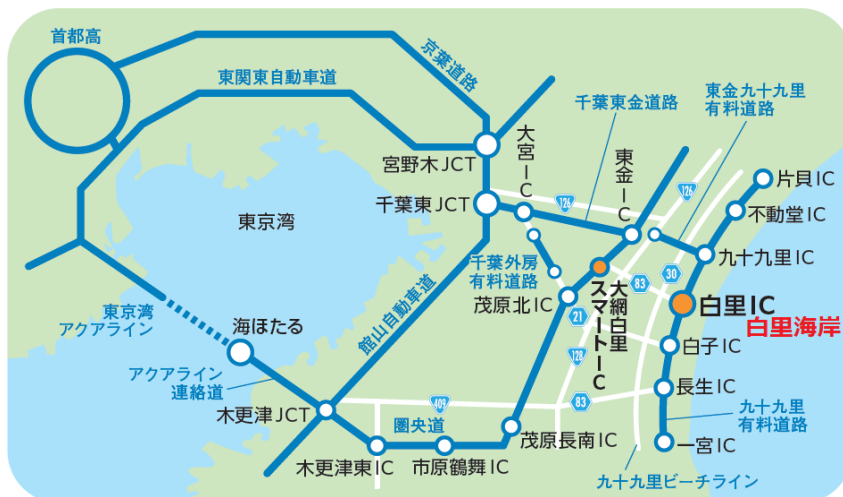 首都高
京葉道路
東関東自動車道
千葉東金道路
東金九十九里
有料道路
大宮IC
東金IC
宮野木JCT
126
126
片貝IC
千葉東JCT
不動堂IC
東京湾
九十九里IC
千葉外房
有料道路
30
83
大網白里
スマートIC
茂原北IC
白里IC
白里海岸
東京湾
アクアライン
館山自動車道
21
海ほたる
白子IC
128
アクアライン
連絡道
長生IC
409
83
木更津JCT
圏央道
九十九里
有料道路
茂原長南IC
一宮IC
木更津東IC
市原鶴舞IC
九十九里ビーチライン